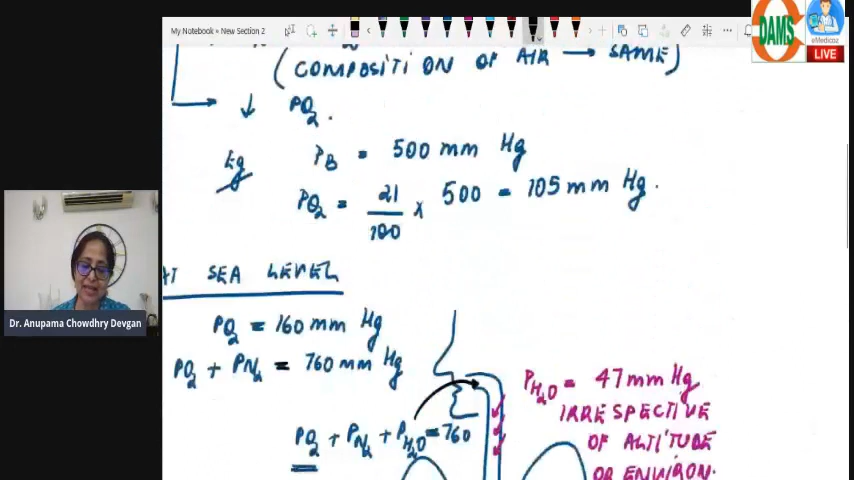 My Notebook » New Section 2
DAMS
eMedicoz
LIVE
(COMPOSITION OF AIR → SAME)
↓ PO2.
Eg PB = 500 mm Hg
PO2 = 21/100 × 500 = 105 mm Hg.
AT SEA LEVEL
Dr. Anupama Chowdhry Devgan
PO2 = 160 mm Hg
PO2 + PN2 = 760 mm Hg
PH2O = 47 mm Hg
IRRESPECTIVE
OF ALTITUDE
OR ENVIRON.
PO2 + PN2 + PH2O = 760